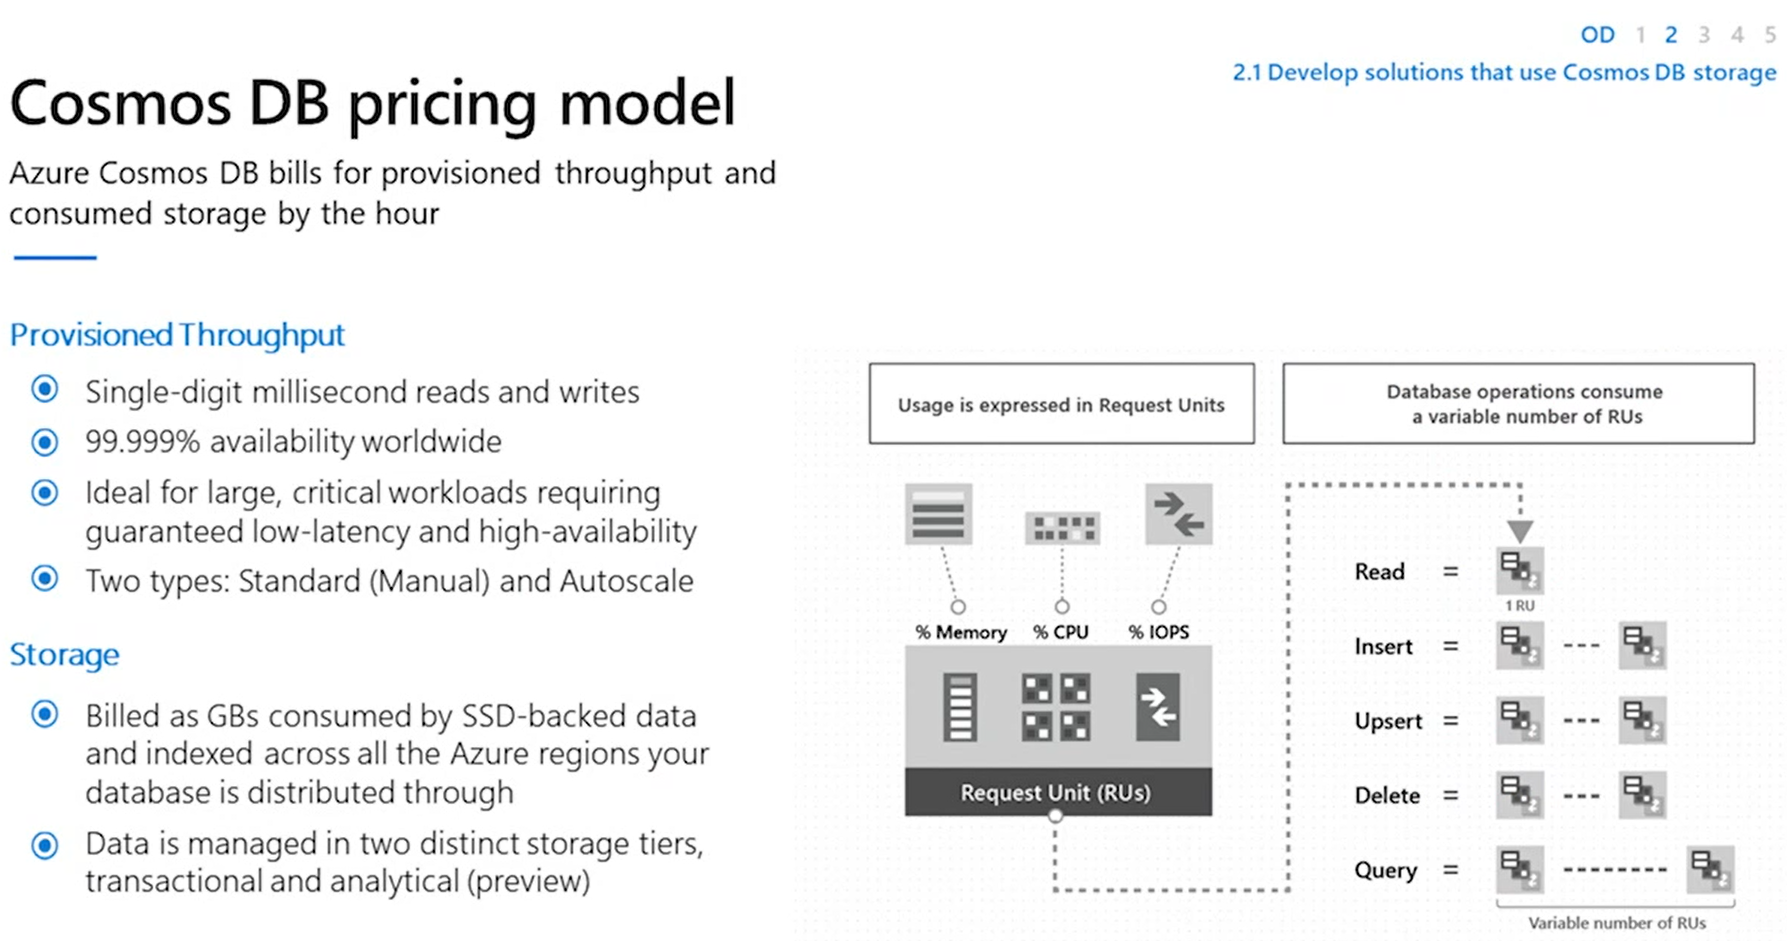 OD 1 2 3 4 5
2.1 Develop solutions that use Cosmos DB storage
Cosmos DB pricing model
Azure Cosmos DB bills for provisioned throughput and
consumed storage by the hour
Provisioned Throughput
Single-digit millisecond reads and writes
99.999% availability worldwide
Ideal for large, critical workloads requiring
guaranteed low-latency and high-availability
Two types: Standard (Manual) and Autoscale
Storage
Billed as GBs consumed by SSD-backed data
and indexed across all the Azure regions your
database is distributed through
Data is managed in two distinct storage tiers,
transactional and analytical (preview)
Usage is expressed in Request Units
% Memory % CPU % IOPS
Request Unit (RUs)
Database operations consume
a variable number of RUs
Read =
1 RU
Insert =
Upsert =
Delete =
Query =
Variable number of RUs